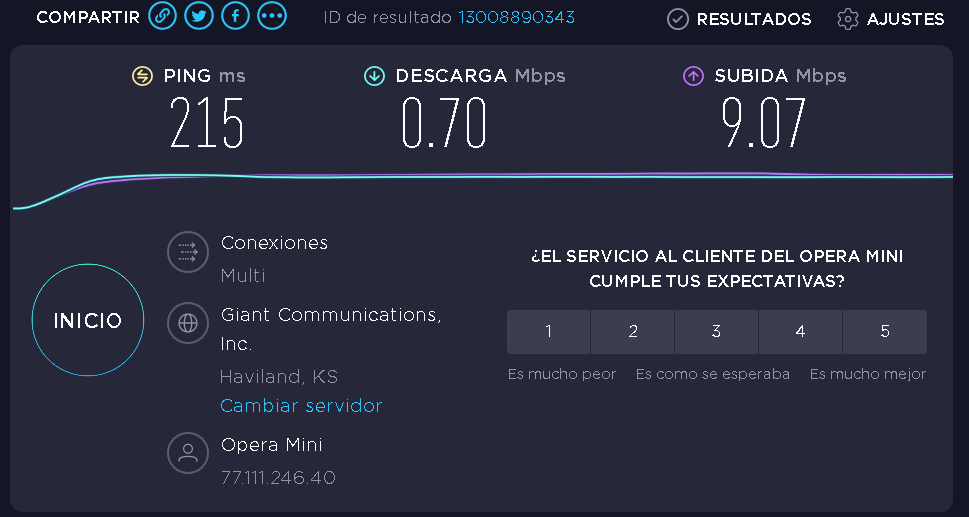 COMPARTIR ID de resultado 13008890343 RESULTADOS AJUSTES
PING ms DESCARGA Mbps SUBIDA Mbps
215 0.70 9.07
INICIO
Conexiones
Multi
Giant Communications,
Inc.
Haviland, KS
Cambiar servidor
Opera Mini
77.111.246.40
¿EL SERVICIO AL CLIENTE DEL OPERA MINI
CUMPLE TUS EXPECTATIVAS?
1 2 3 4 5
Es mucho peor Es como se esperaba Es mucho mejor